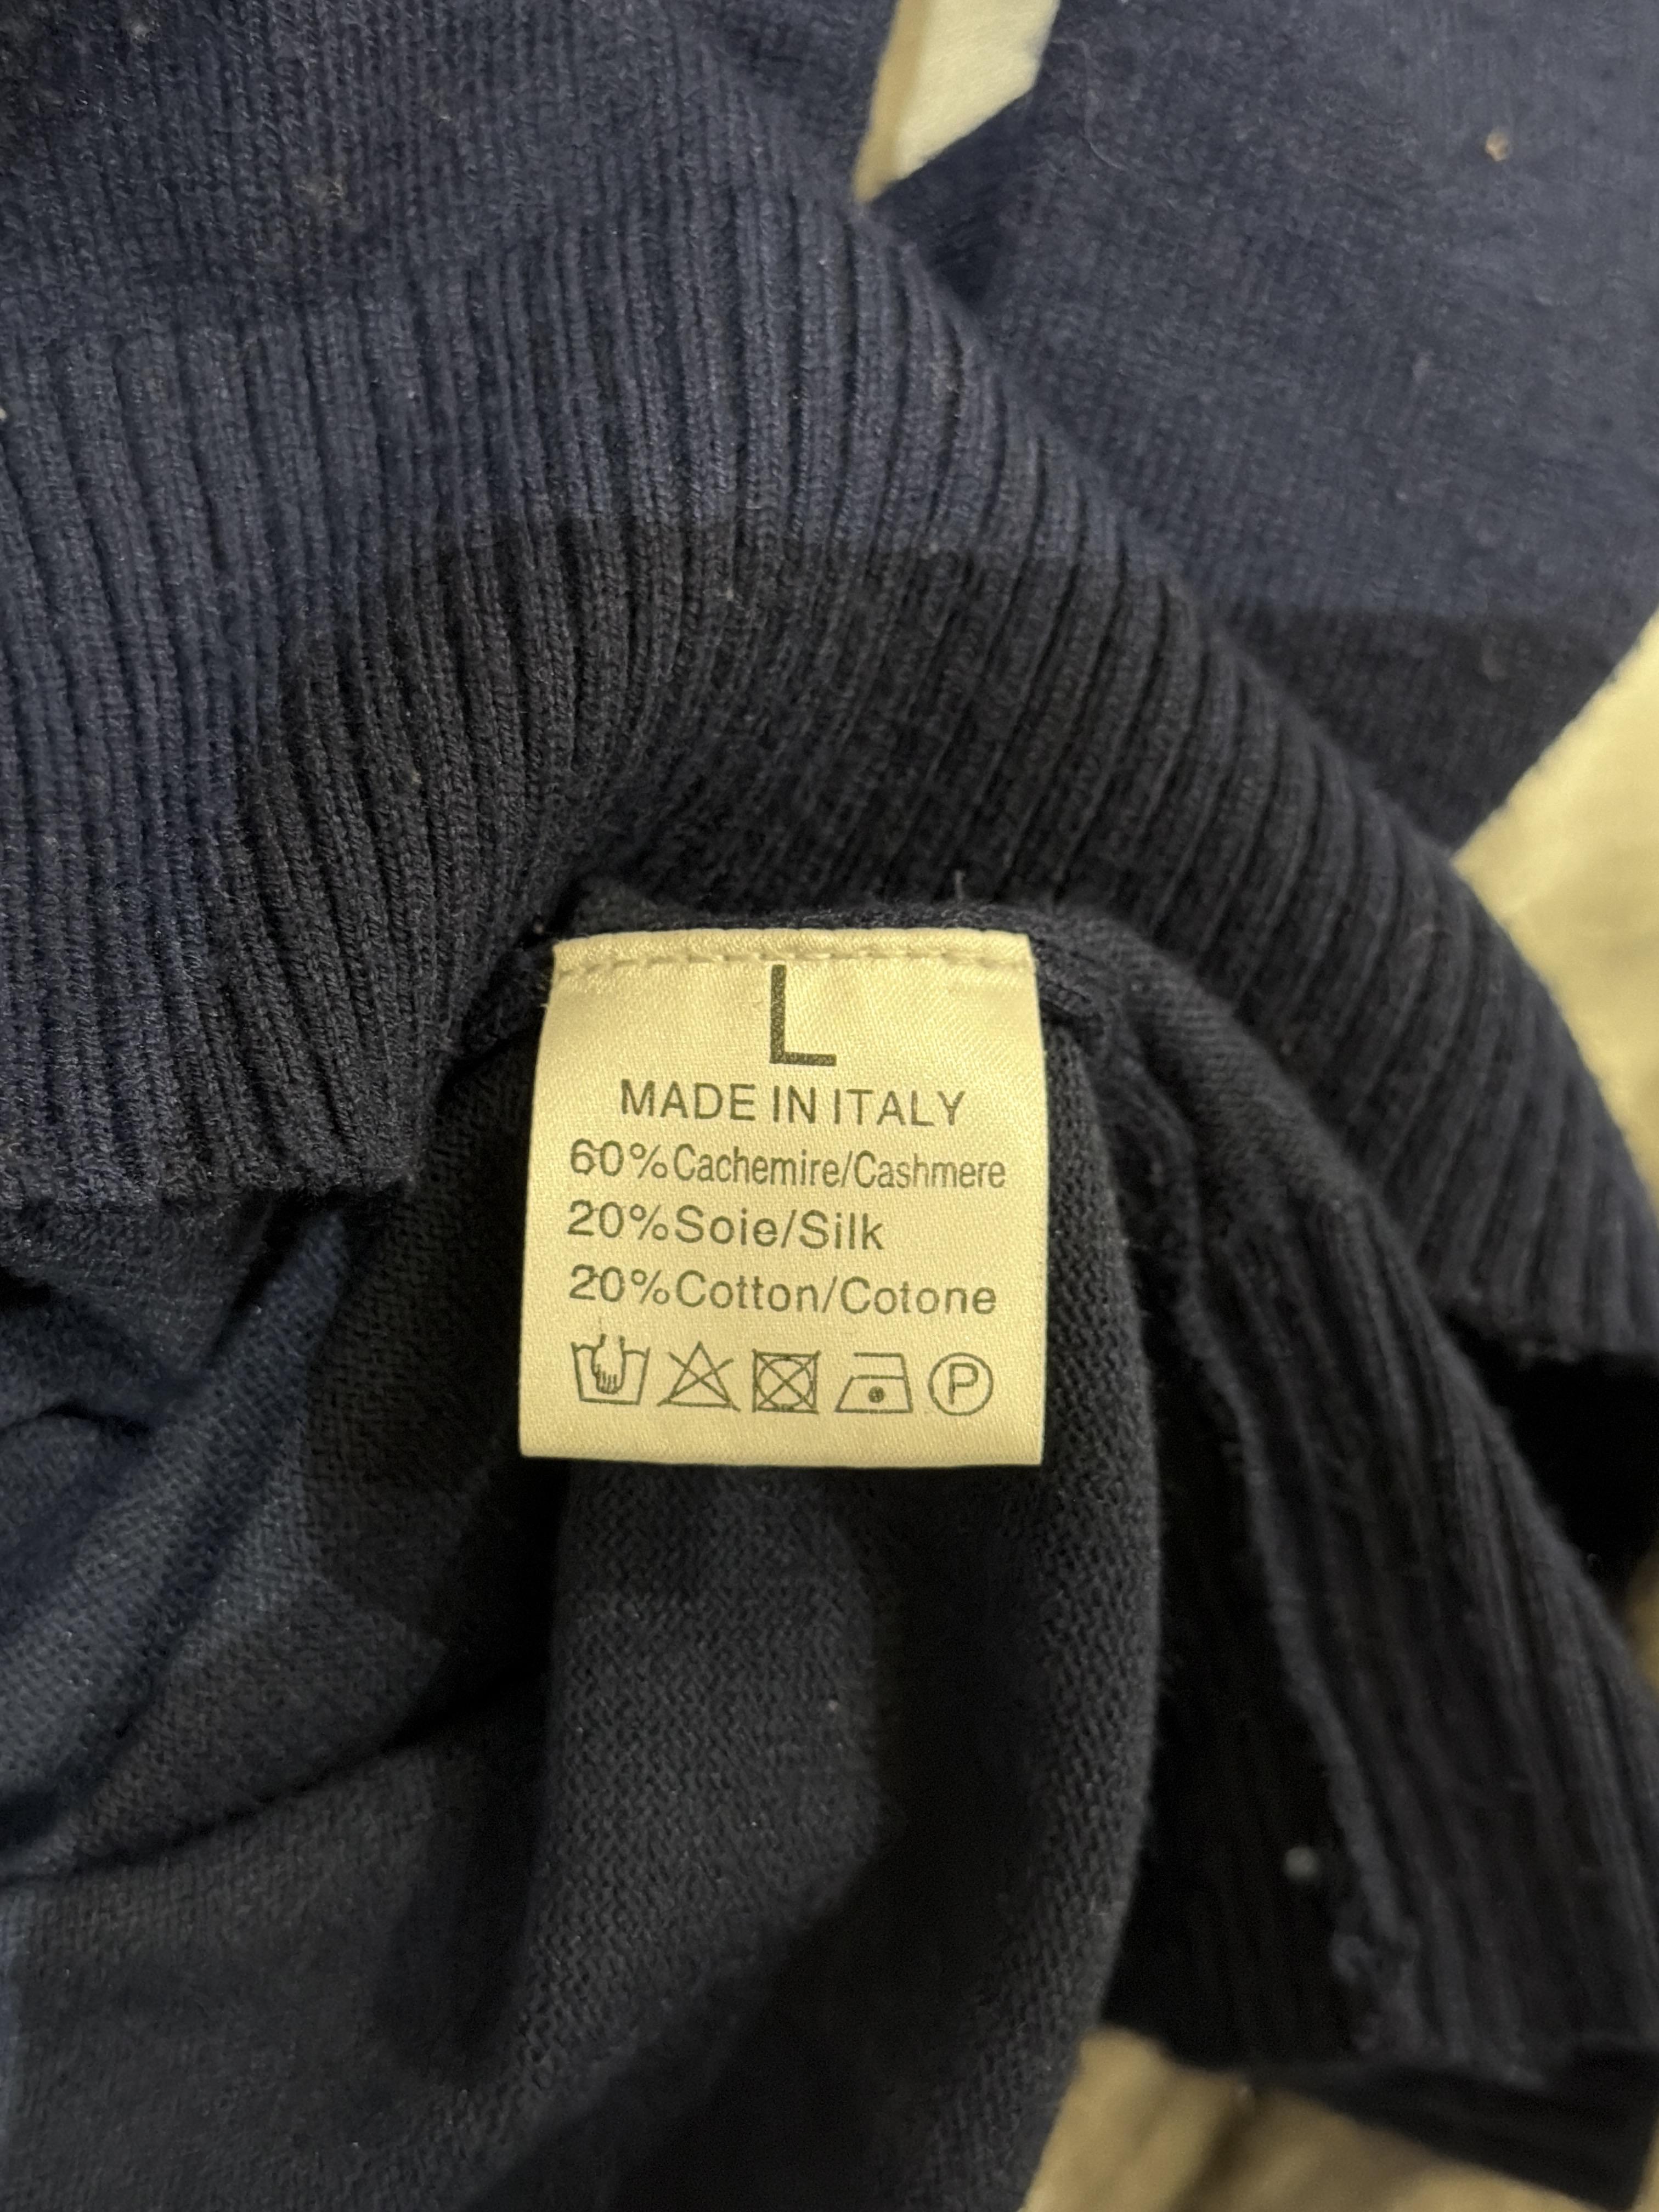 L
MADE IN ITALY
60%Cachemire/Cashmere
20%Soie/Silk
20%Cotton/Cotone
P